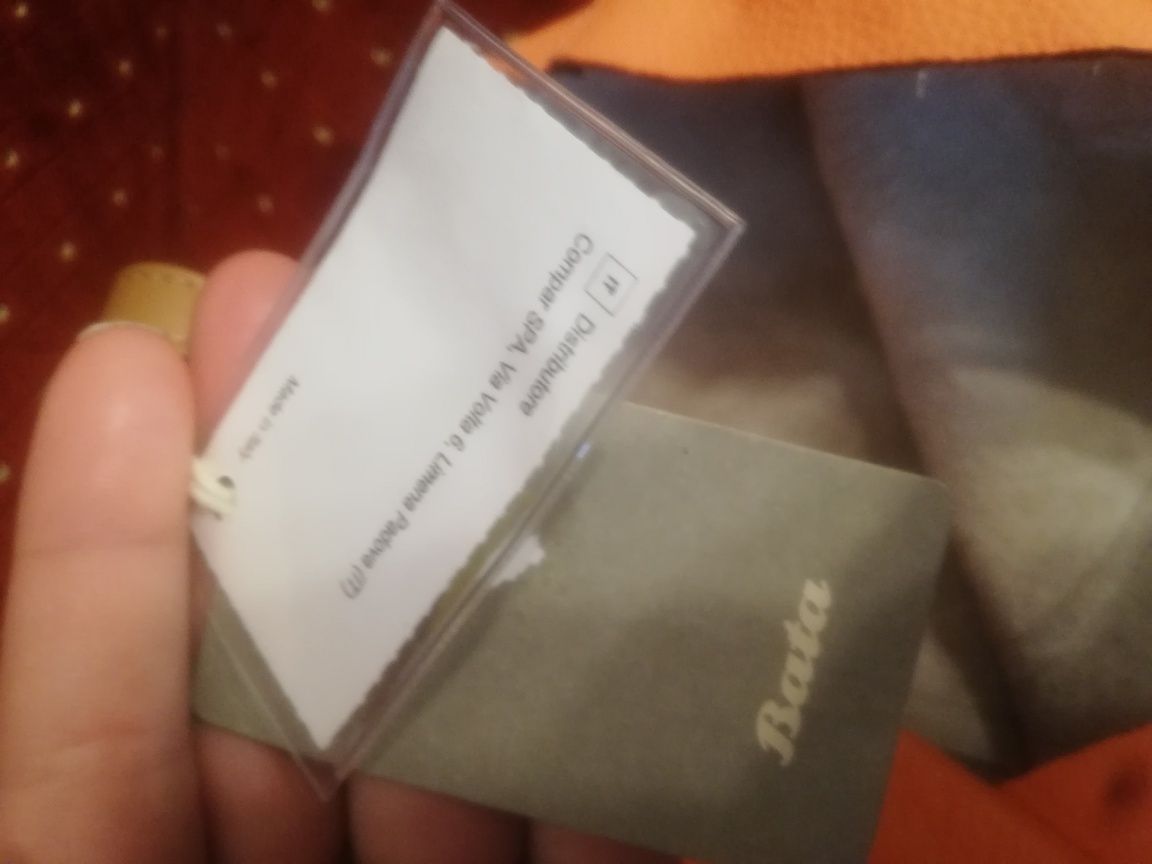 IT Distributore
Compar SPA, Via Volta 6, Limena Padova (IT)
Made in Italy
Bata